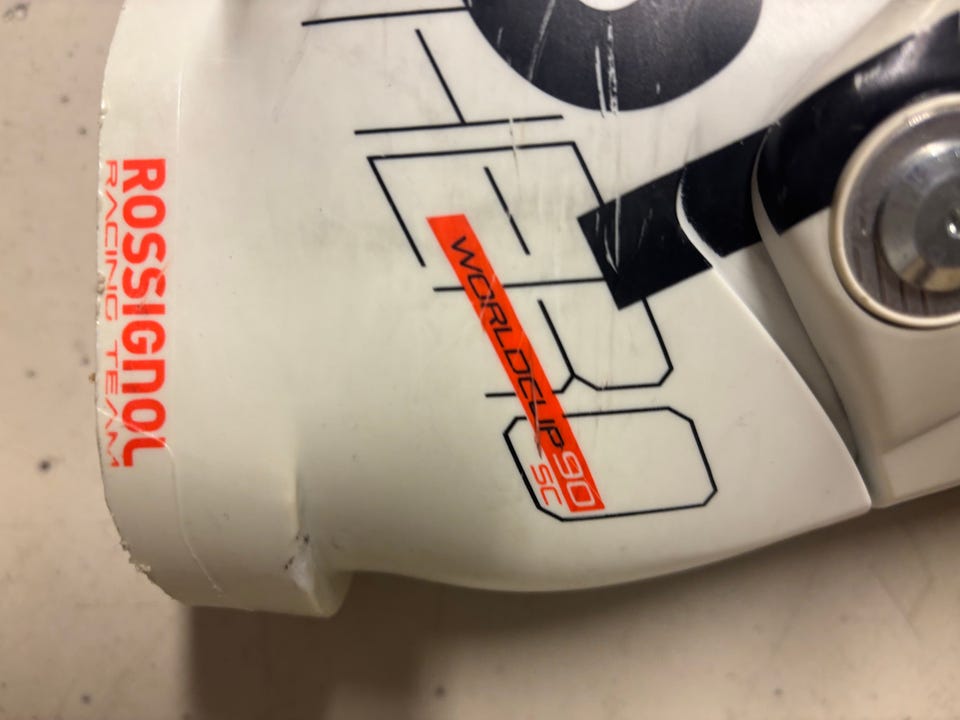 HERO
WORLDCUP 90
SC
ROSSIGNOL
RACING TEAM